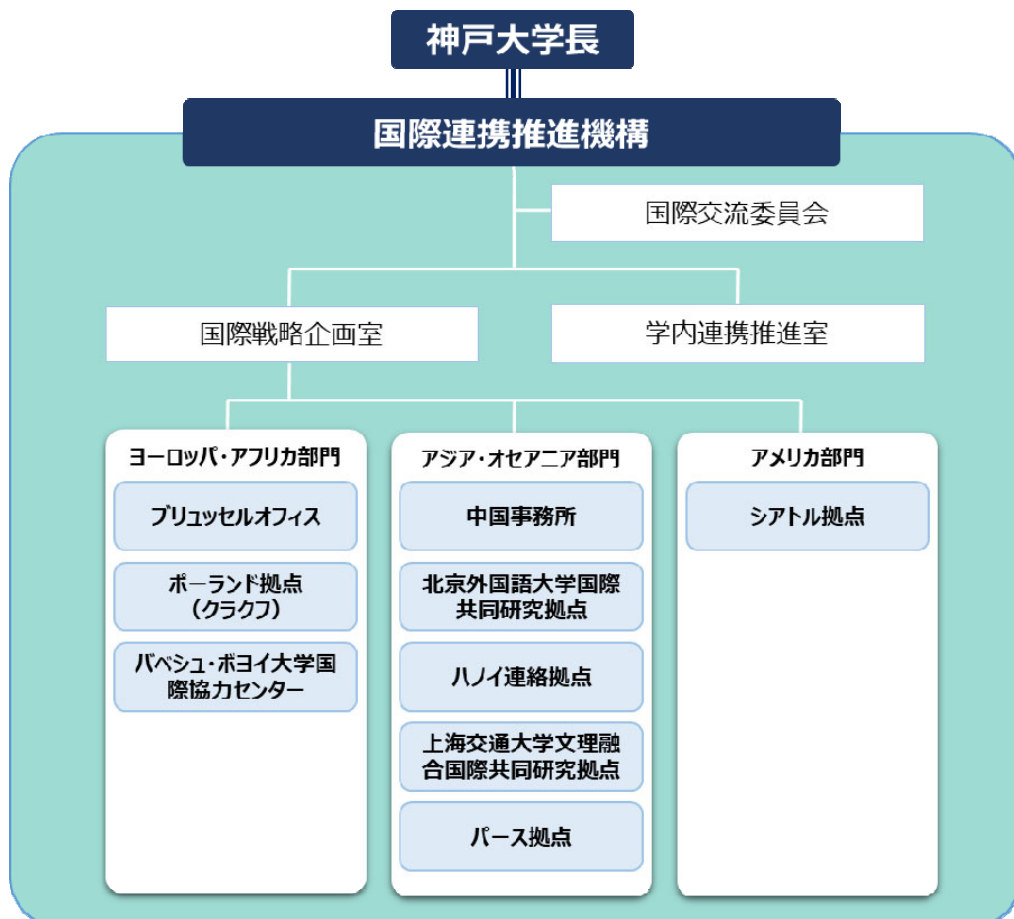 神戸大学長
国際連携推進機構
国際交流委員会
国際戦略企画室
学内連携推進室
ヨーロッパ・アフリカ部門
ブリュッセルオフィス
ポーランド拠点
（クラクフ）
バベシュ・ボヨイ大学国
際協力センター
アジア・オセアニア部門
中国事務所
北京外国語大学国際
共同研究拠点
ハノイ連絡拠点
上海交通大学文理融
合国際共同研究拠点
パース拠点
アメリカ部門
シアトル拠点